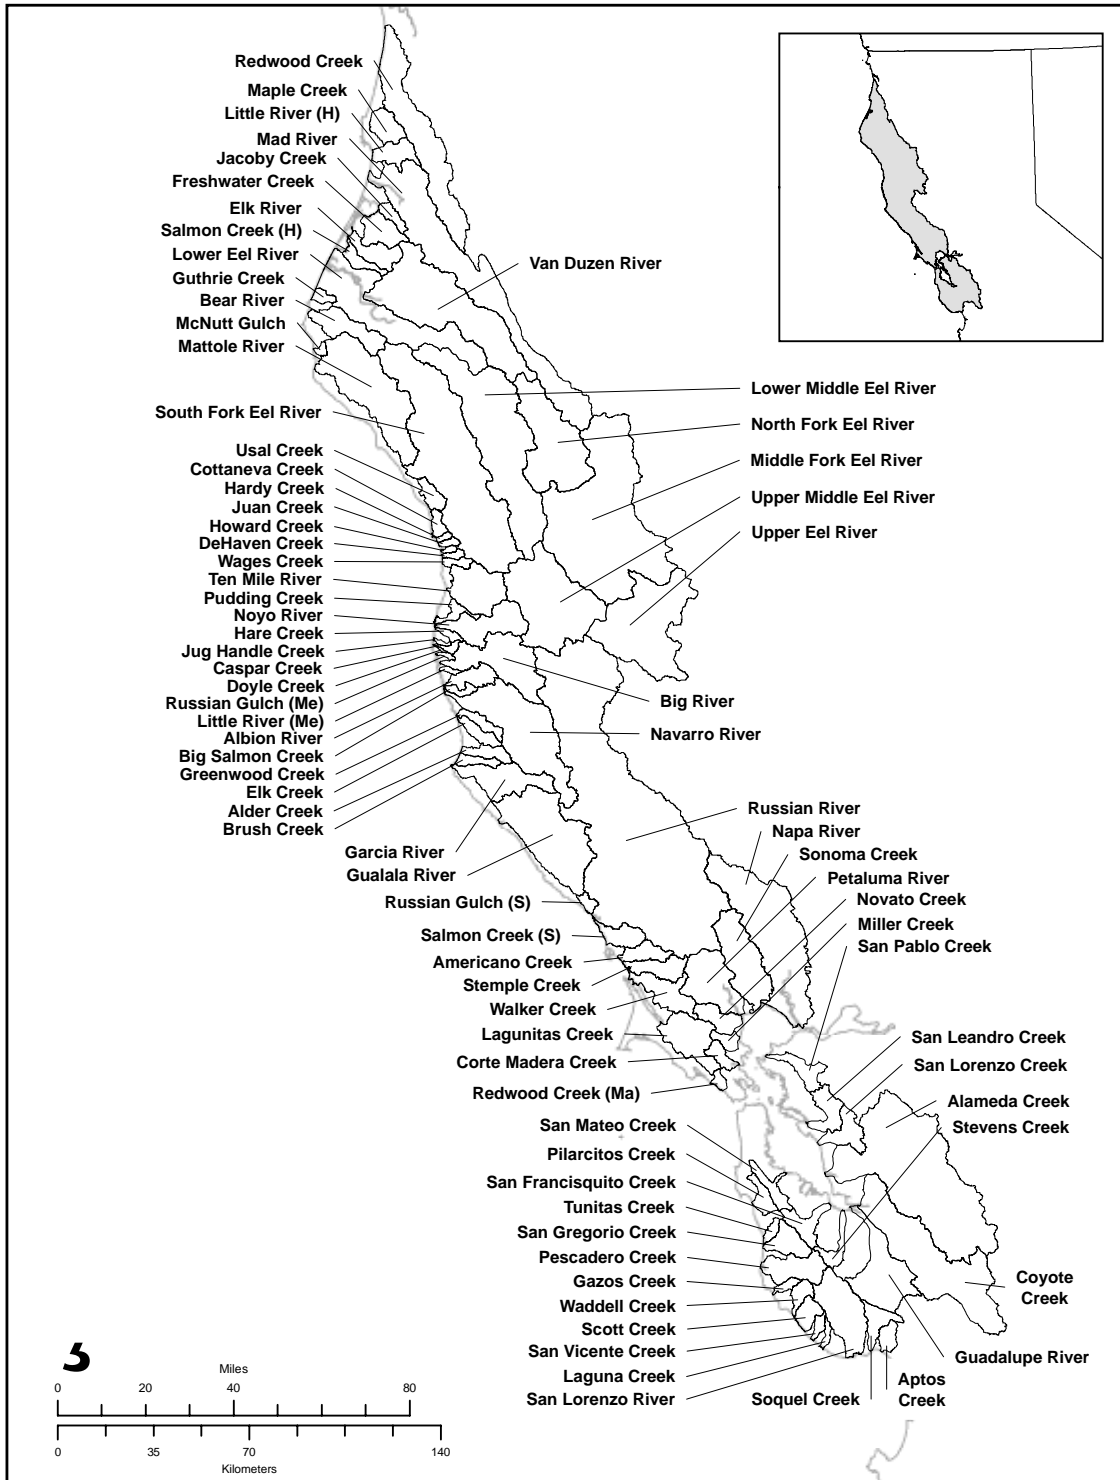 Redwood Creek
Maple Creek
Little River (H)
Mad River
Jacoby Creek
Freshwater Creek
Elk River
Salmon Creek (H)
Lower Eel River
Guthrie Creek
Bear River
McNutt Gulch
Mattole River
South Fork Eel River
Usal Creek
Cottaneva Creek
Hardy Creek
Juan Creek
Howard Creek
DeHaven Creek
Wages Creek
Ten Mile River
Pudding Creek
Noyo River
Hare Creek
Jug Handle Creek
Caspar Creek
Doyle Creek
Russian Gulch (Me)
Little River (Me)
Albion River
Big Salmon Creek
Greenwood Creek
Elk Creek
Alder Creek
Brush Creek
Garcia River
Gualala River
Russian Gulch (S)
Salmon Creek (S)
Americano Creek
Stemple Creek
Walker Creek
Lagunitas Creek
Corte Madera Creek
Redwood Creek (Ma)
San Mateo Creek
Pilarcitos Creek
San Francisquito Creek
Tunitas Creek
San Gregorio Creek
Pescadero Creek
Gazos Creek
Waddell Creek
Scott Creek
San Vicente Creek
Laguna Creek
San Lorenzo River
Van Duzen River
Lower Middle Eel River
North Fork Eel River
Middle Fork Eel River
Upper Middle Eel River
Upper Eel River
Big River
Navarro River
Russian River
Napa River
Sonoma Creek
Petaluma River
Novato Creek
Miller Creek
San Pablo Creek
San Leandro Creek
San Lorenzo Creek
Alameda Creek
Stevens Creek
Coyote
Creek
Guadalupe River
Aptos
Creek
Soquel Creek
Miles
0 20 40 80
0 35 70 140
Kilometers